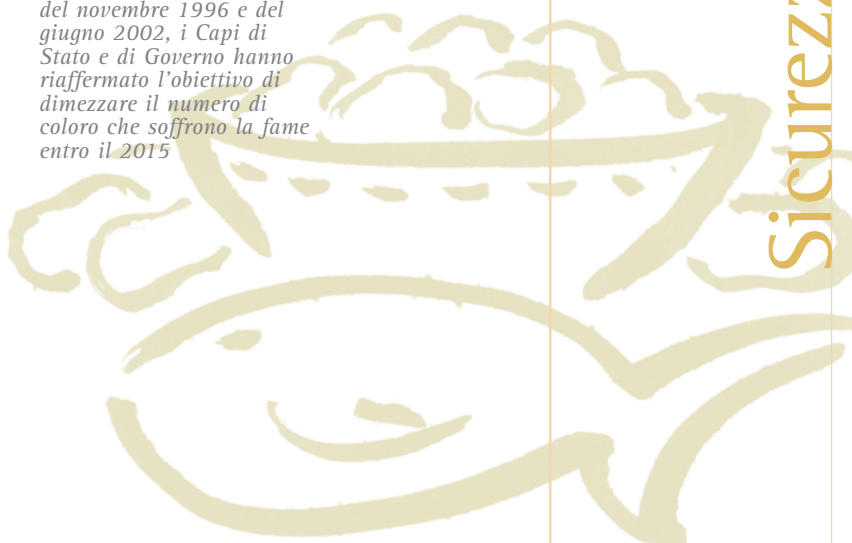 del novembre 1996 e del
giugno 2002, i Capi di
Stato e di Governo hanno
riaffermato l’obiettivo di
dimezzare il numero di
coloro che soffrono la fame
entro il 2015